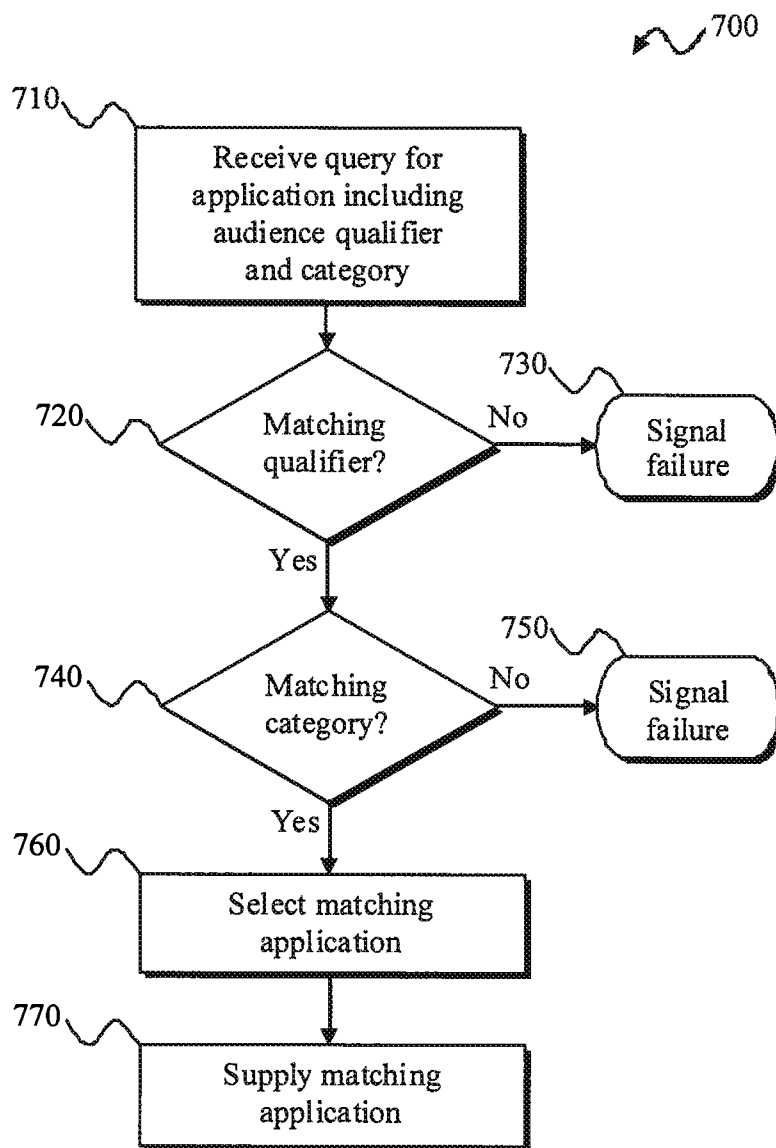 700
710
Receive query for
application including
audience qualifier
and category
720
Matching
qualifier?
No
730
Signal
failure
Yes
740
Matching
category?
No
750
Signal
failure
Yes
760
Select matching
application
770
Supply matching
application